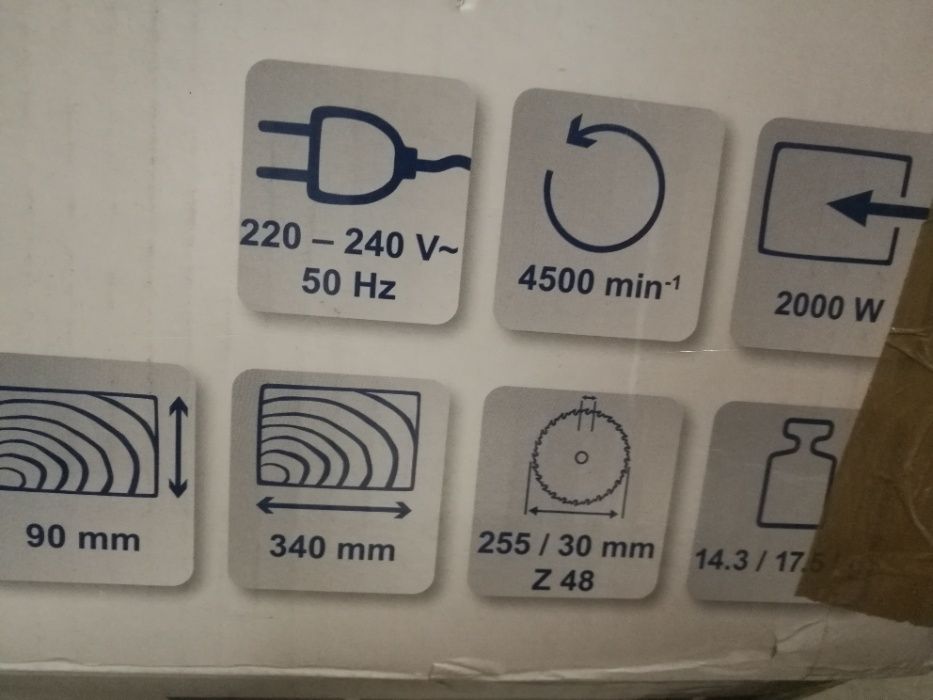 220 – 240 V~
50 Hz
4500 min⁻¹
2000 W
90 mm
340 mm
255 / 30 mm
Z 48
14.3 / 17.5